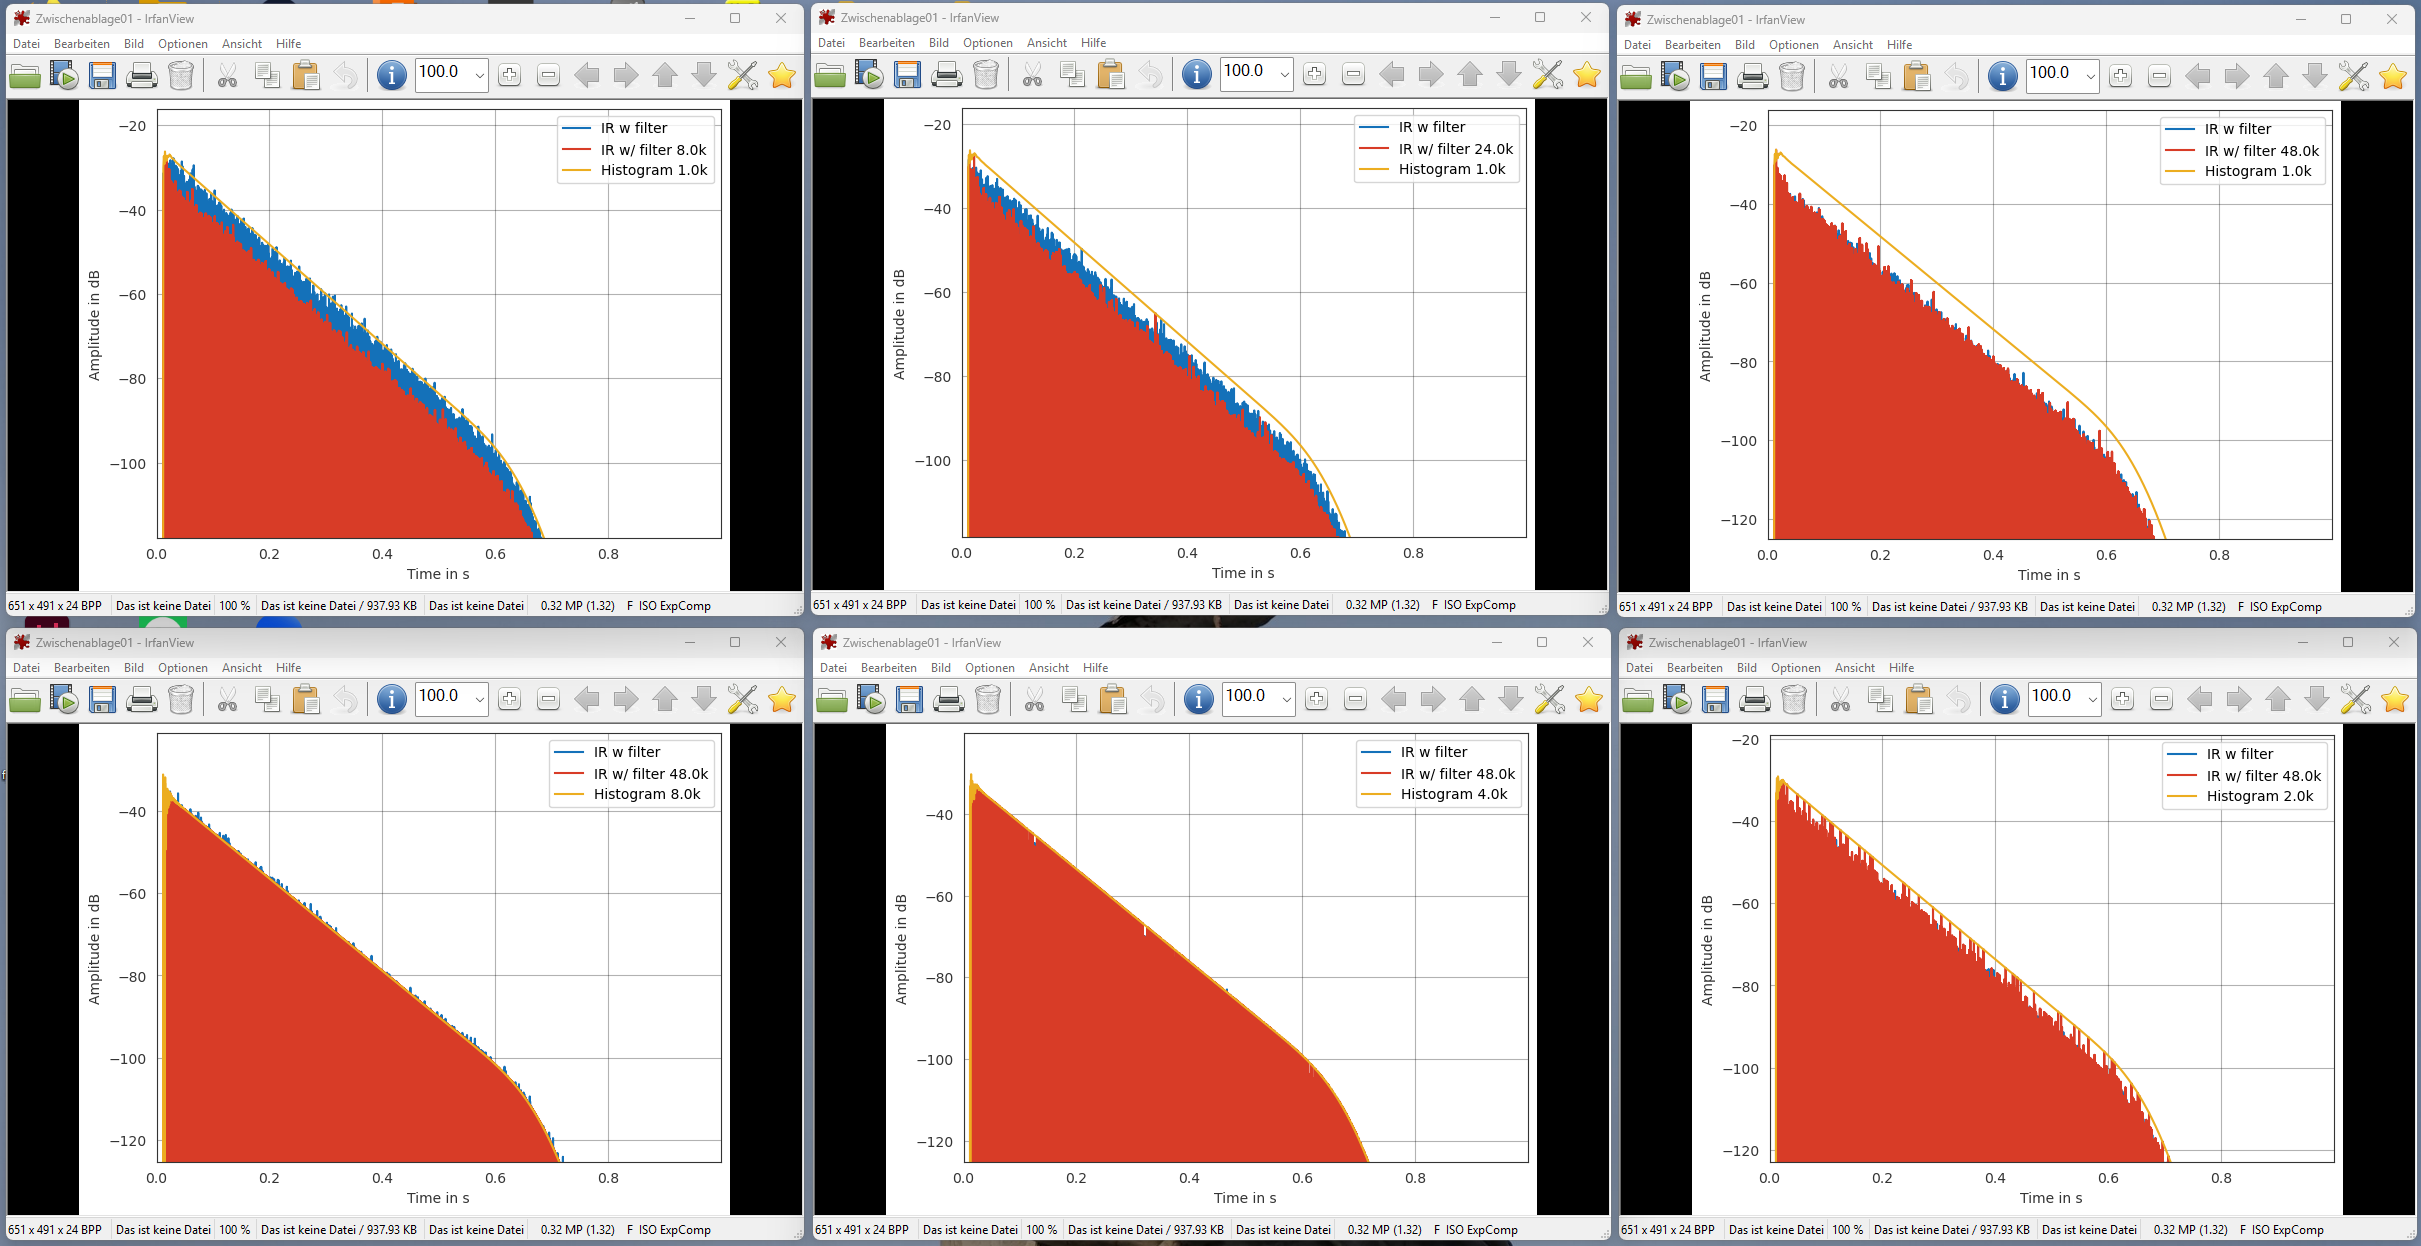 Zwischenablage01 - IrfanView
Datei Bearbeiten Bild Optionen Ansicht Hilfe
100.0
IR w filter
IR w/ filter 8.0k
Histogram 1.0k
−20
−40
−60
−80
−100
Amplitude in dB
0.0 0.2 0.4 0.6 0.8
Time in s
651 x 491 x 24 BPP Das ist keine Datei 100 % Das ist keine Datei / 937.93 KB Das ist keine Datei 0.32 MP (1.32) F ISO ExpComp
Zwischenablage01 - IrfanView
Datei Bearbeiten Bild Optionen Ansicht Hilfe
100.0
IR w filter
IR w/ filter 24.0k
Histogram 1.0k
−20
−40
−60
−80
−100
Amplitude in dB
0.0 0.2 0.4 0.6 0.8
Time in s
651 x 491 x 24 BPP Das ist keine Datei 100 % Das ist keine Datei / 937.93 KB Das ist keine Datei 0.32 MP (1.32) F ISO ExpComp
Zwischenablage01 - IrfanView
Datei Bearbeiten Bild Optionen Ansicht Hilfe
100.0
IR w filter
IR w/ filter 48.0k
Histogram 1.0k
−20
−40
−60
−80
−100
−120
Amplitude in dB
0.0 0.2 0.4 0.6 0.8
Time in s
651 x 491 x 24 BPP Das ist keine Datei 100 % Das ist keine Datei / 937.93 KB Das ist keine Datei 0.32 MP (1.32) F ISO ExpComp
Zwischenablage01 - IrfanView
Datei Bearbeiten Bild Optionen Ansicht Hilfe
100.0
IR w filter
IR w/ filter 48.0k
Histogram 8.0k
−40
−60
−80
−100
−120
Amplitude in dB
0.0 0.2 0.4 0.6 0.8
Time in s
651 x 491 x 24 BPP Das ist keine Datei 100 % Das ist keine Datei / 937.93 KB Das ist keine Datei 0.32 MP (1.32) F ISO ExpComp
Zwischenablage01 - IrfanView
Datei Bearbeiten Bild Optionen Ansicht Hilfe
100.0
IR w filter
IR w/ filter 48.0k
Histogram 4.0k
−40
−60
−80
−100
−120
Amplitude in dB
0.0 0.2 0.4 0.6 0.8
Time in s
651 x 491 x 24 BPP Das ist keine Datei 100 % Das ist keine Datei / 937.93 KB Das ist keine Datei 0.32 MP (1.32) F ISO ExpComp
Zwischenablage01 - IrfanView
Datei Bearbeiten Bild Optionen Ansicht Hilfe
100.0
IR w filter
IR w/ filter 48.0k
Histogram 2.0k
−20
−40
−60
−80
−100
−120
Amplitude in dB
0.0 0.2 0.4 0.6 0.8
Time in s
651 x 491 x 24 BPP Das ist keine Datei 100 % Das ist keine Datei / 937.93 KB Das ist keine Datei 0.32 MP (1.32) F ISO ExpComp